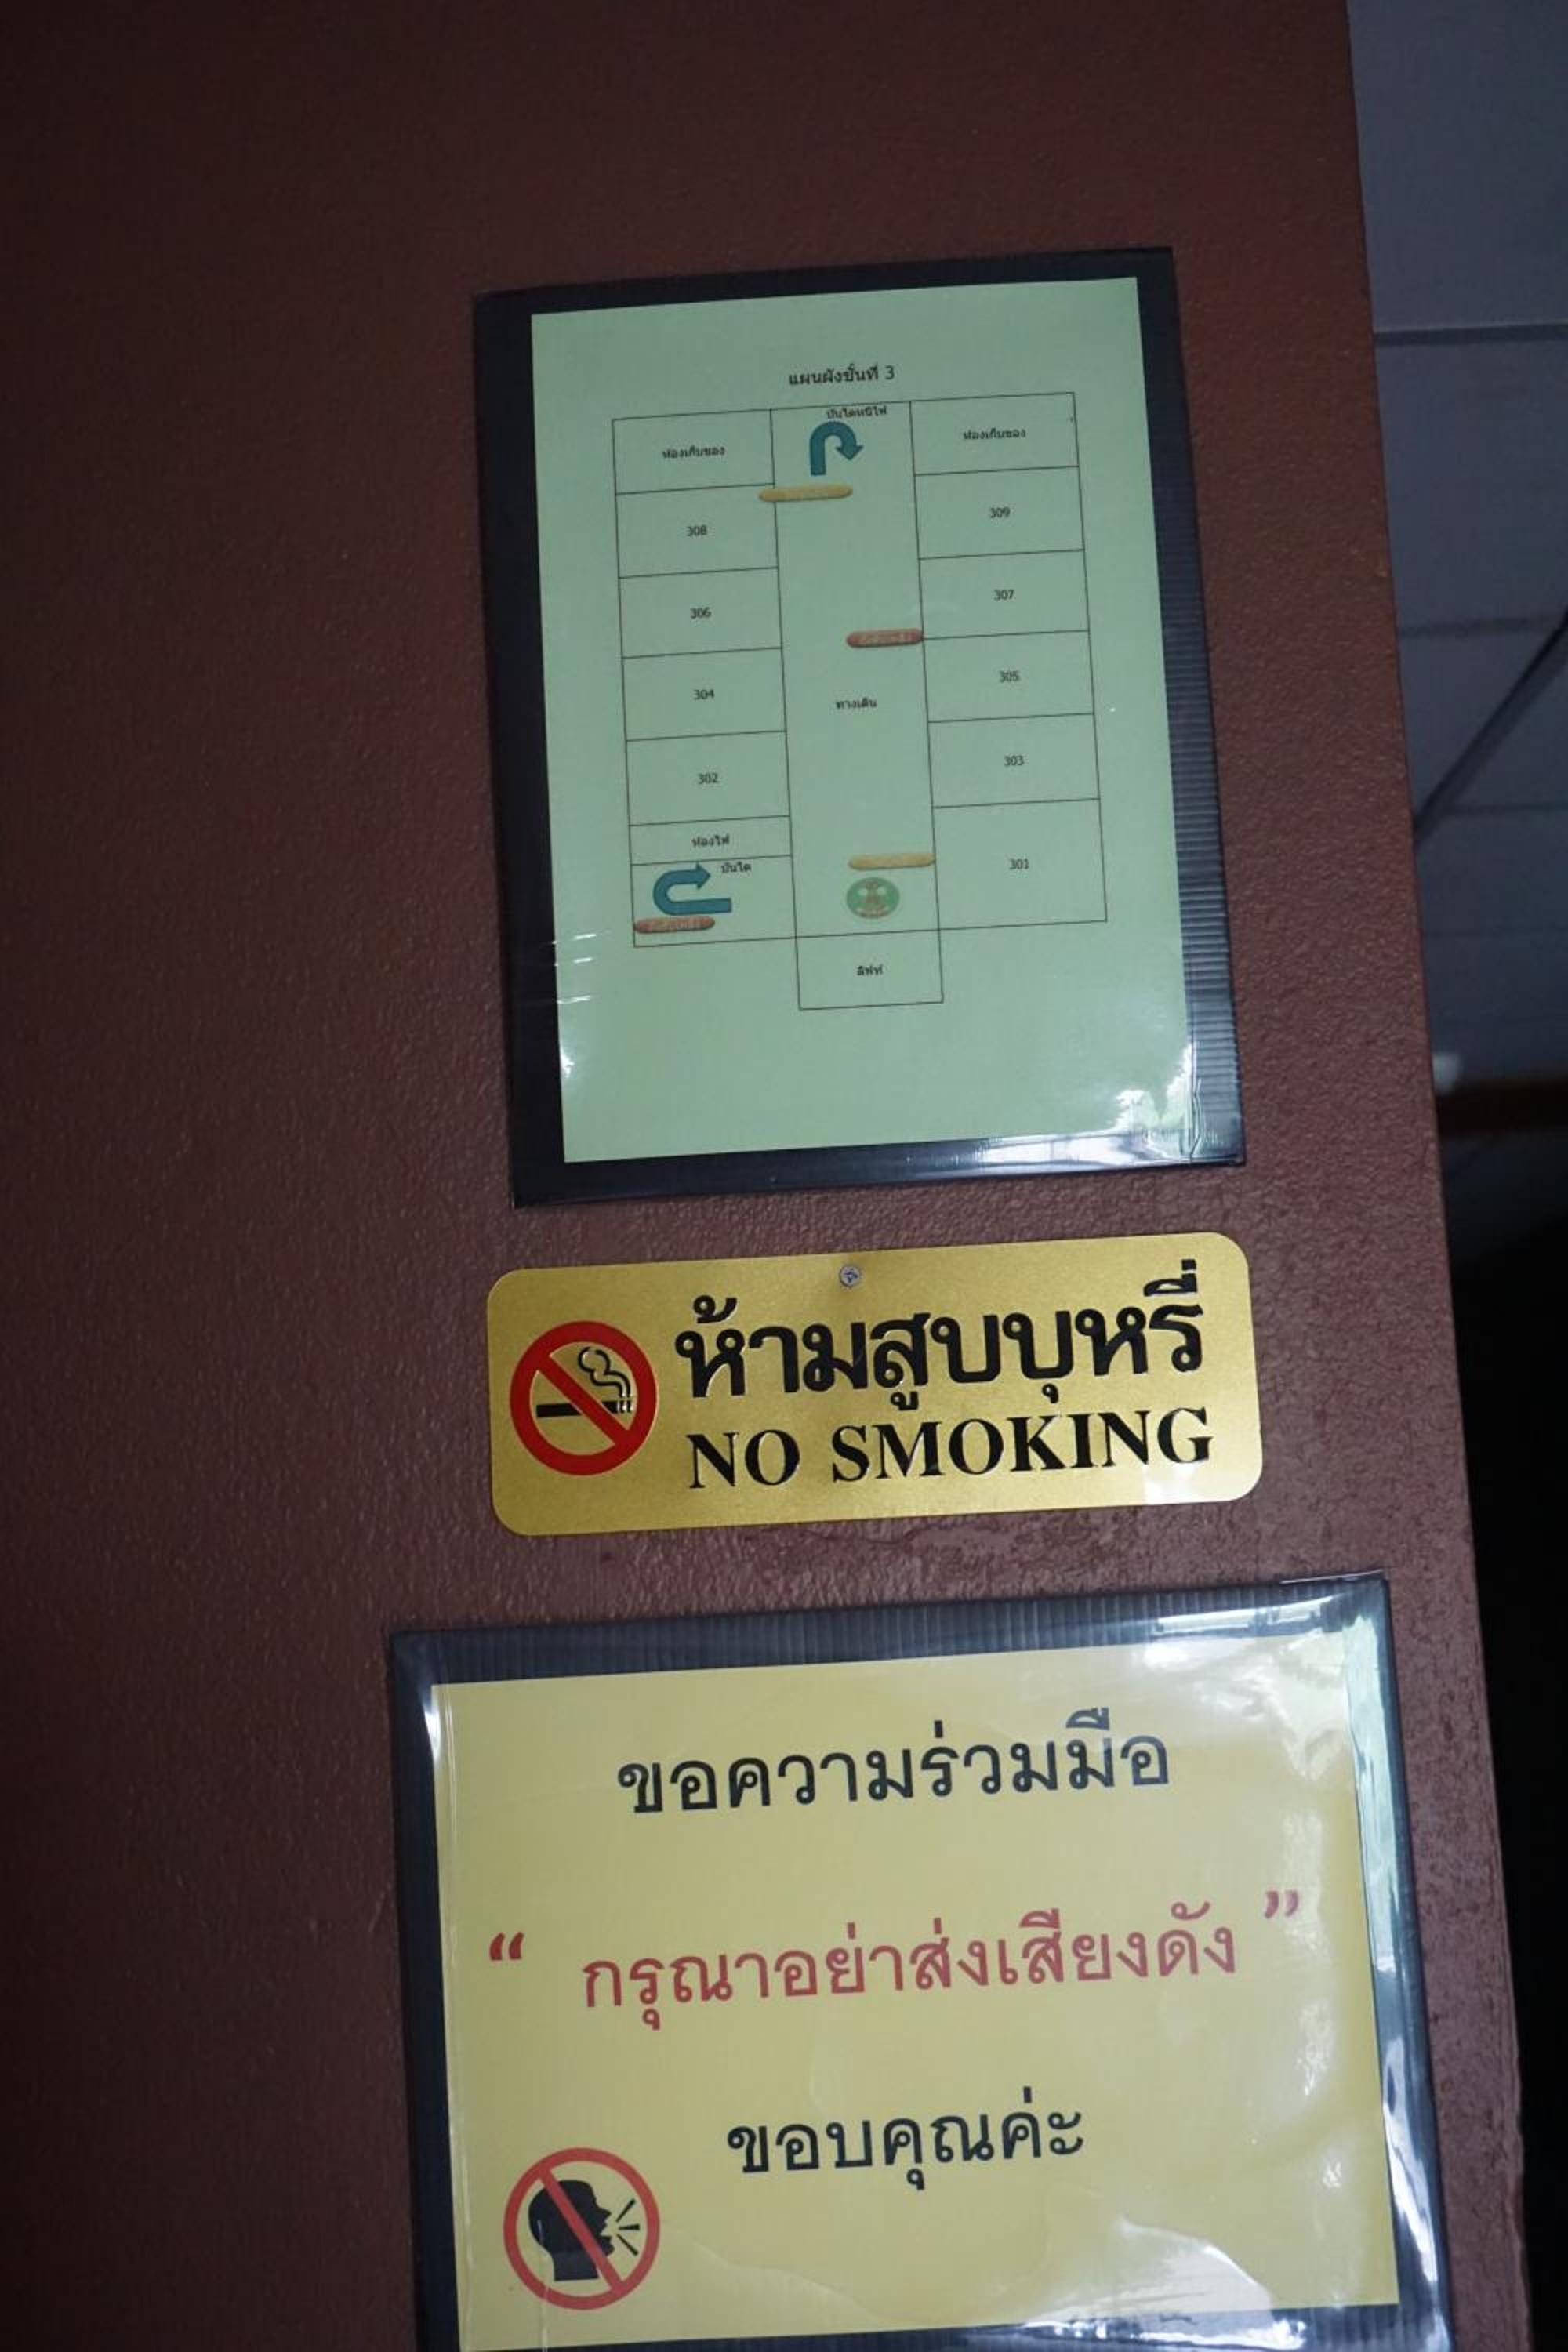 แผนผังชั้นที่ 3
บันไดหนีไฟ
ห้องเก็บของ
ห้องเก็บของ
308
309
306
307
304
305
ทางเดิน
302
303
ห้องไฟ
บันได
301
ลิฟท์
ห้ามสูบบุหรี่
NO SMOKING
ขอความร่วมมือ
“ กรุณาอย่าส่งเสียงดัง ”
ขอบคุณค่ะ